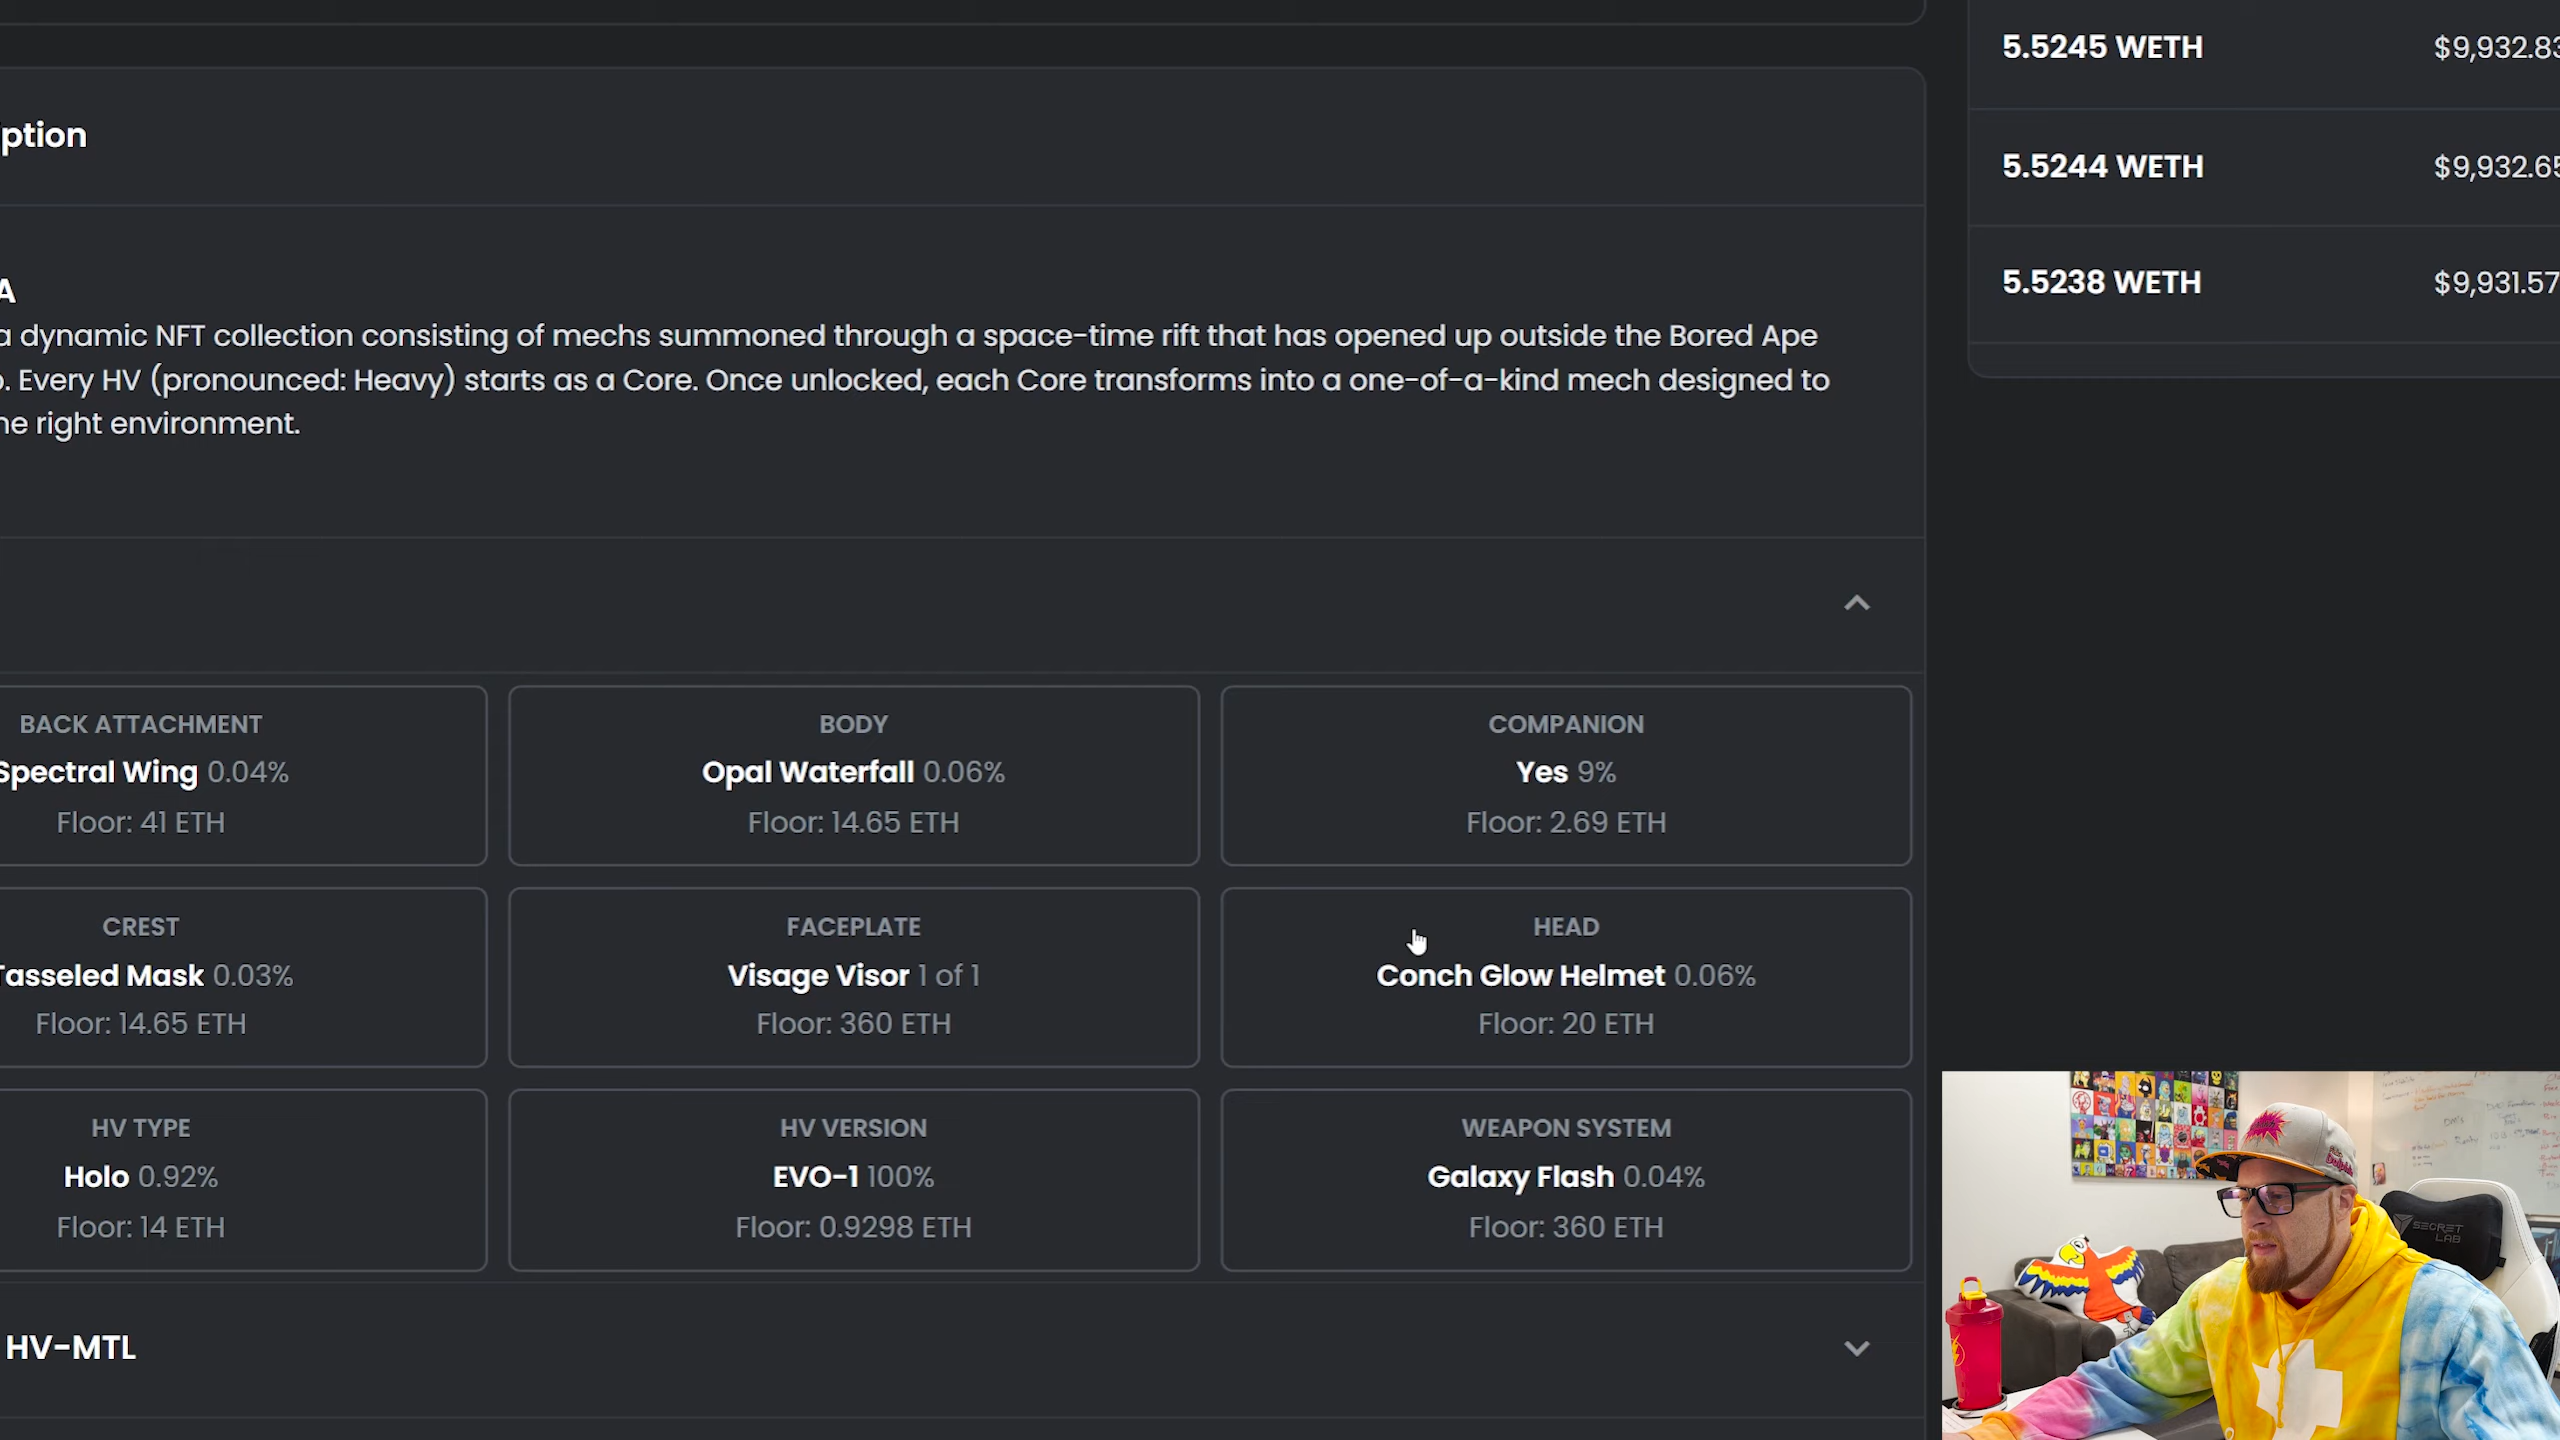 ption
A
a dynamic NFT collection consisting of mechs summoned through a space-time rift that has opened up outside the Bored Ape
Every HV (pronounced: Heavy) starts as a Core. Once unlocked, each Core transforms into a one-of-a-kind mech designed to
right environment.
BACK ATTACHMENT
Spectral Wing 0.04%
Floor: 41 ETH
BODY
Opal Waterfall 0.06%
Floor: 14.65 ETH
COMPANION
Yes 9%
Floor: 2.69 ETH
CREST
Tasseled Mask 0.03%
Floor: 14.65 ETH
FACEPLATE
Visage Visor 1 of 1
Floor: 360 ETH
HEAD
Conch Glow Helmet 0.06%
Floor: 20 ETH
HV TYPE
Holo 0.92%
Floor: 14 ETH
HV VERSION
EVO-1 100%
Floor: 0.9298 ETH
WEAPON SYSTEM
Galaxy Flash 0.04%
Floor: 360 ETH
HV-MTL
5.5245 WETH $9,932.83
5.5244 WETH $9,932.65
5.5238 WETH $9,931.57
SECRET
LAB